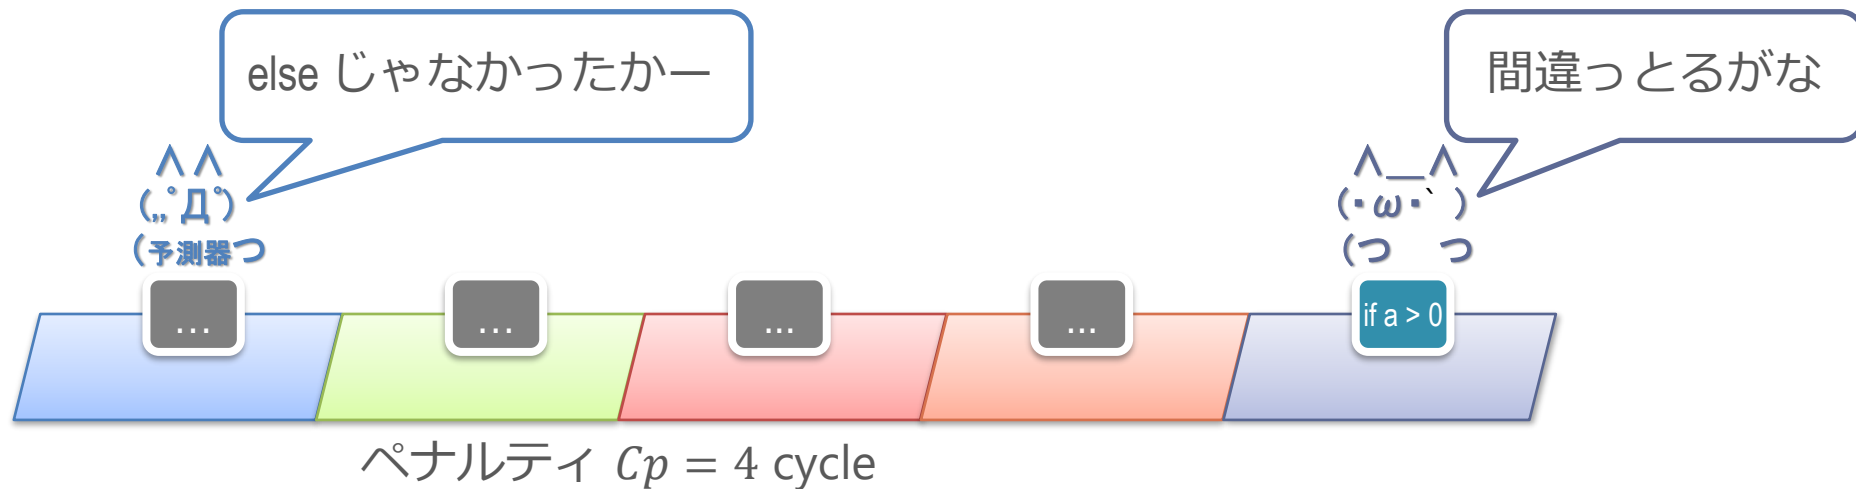 else じゃなかったかー
間違っとるがな
∧ ∧
(,,ﾟДﾟ)
(予測器つ
∧＿∧
(・ω・` )
(つ　つ
...
...
...
...
if a > 0
ペナルティ Cp = 4 cycle